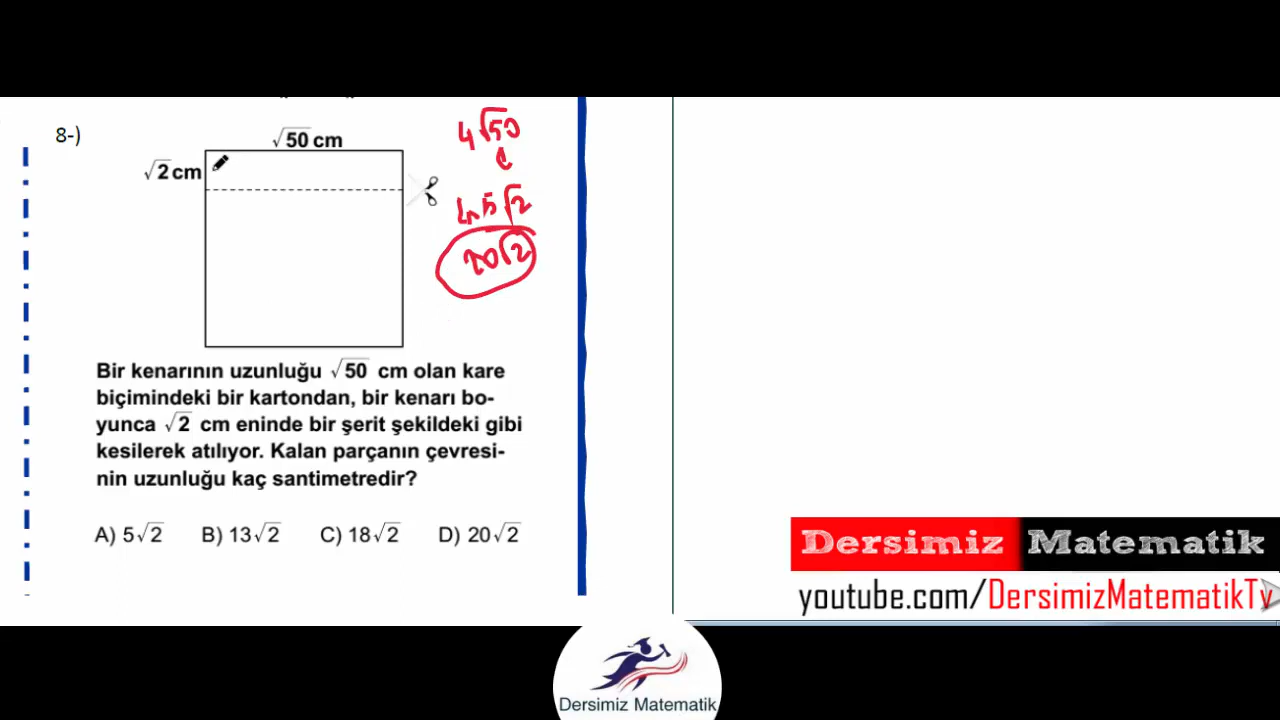 8-)
√50 cm
√2 cm
4√50
4.5√2
20√2
Bir kenarının uzunluğu √50 cm olan kare
biçimindeki bir kartondan, bir kenarı bo-
yunca √2 cm eninde bir şerit şekildeki gibi
kesilerek atılıyor. Kalan parçanın çevresi-
nin uzunluğu kaç santimetredir?
A) 5√2 B) 13√2 C) 18√2 D) 20√2
Dersimiz Matematik
youtube.com/DersimizMatematikTv
Dersimiz Matematik